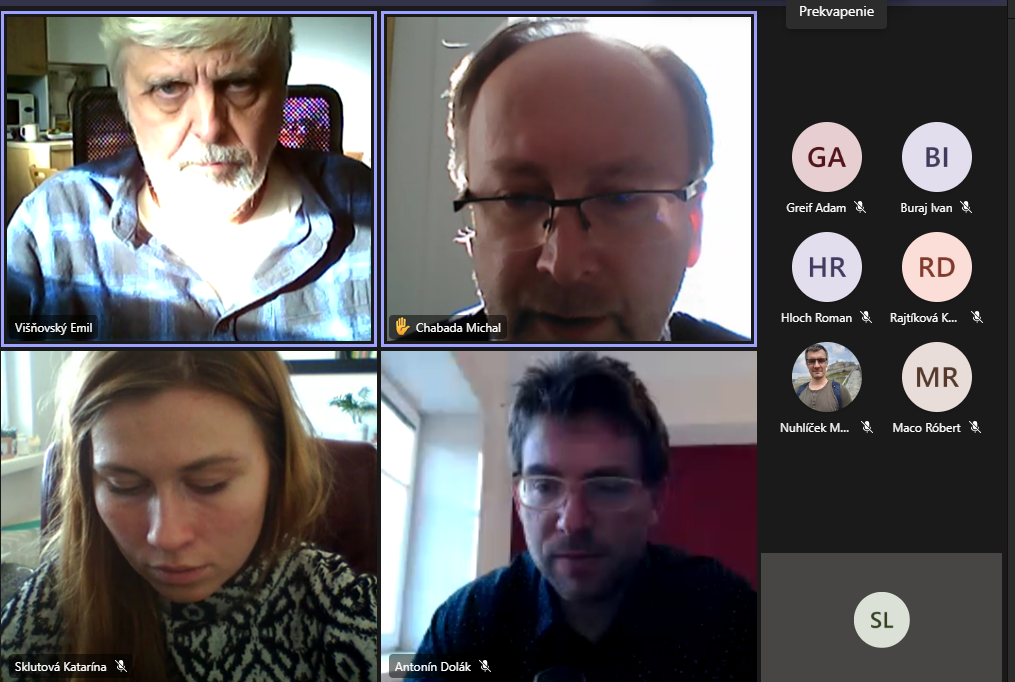 Prekvapenie
Višňovský Emil
Chabada Michal
GA
BI
Greif Adam
Buraj Ivan
HR
RD
Hloch Roman
Rajtíková K...
MR
Nuhlíček M...
Maco Róbert
Sklutová Katarína
Antonín Dolák
SL